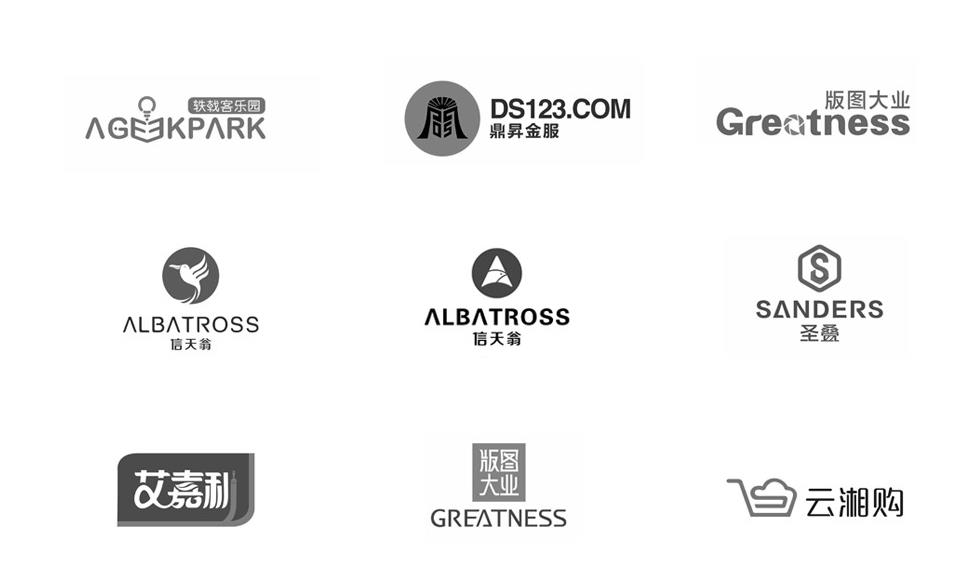 轶戟客乐园
AGEEKPARK
DS123.COM
鼎昇金服
版图大业
Greatness
ALBATROSS
信天翁
ALBATROSS
信天翁
SANDERS
圣叠
艾嘉利
版图
大业
GREATNESS
云湘购